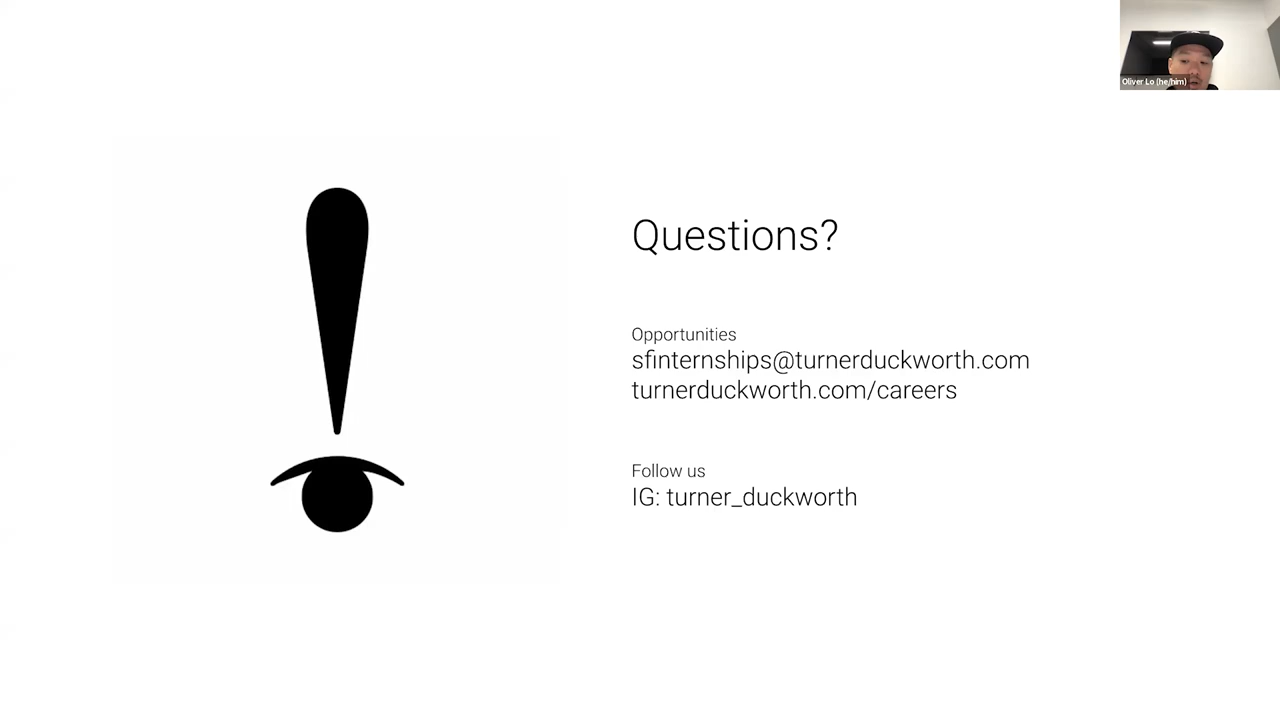 Oliver Lo (he/him)
Questions?
Opportunities
sfinternships@turnerduckworth.com
turnerduckworth.com/careers
Follow us
IG: turner_duckworth